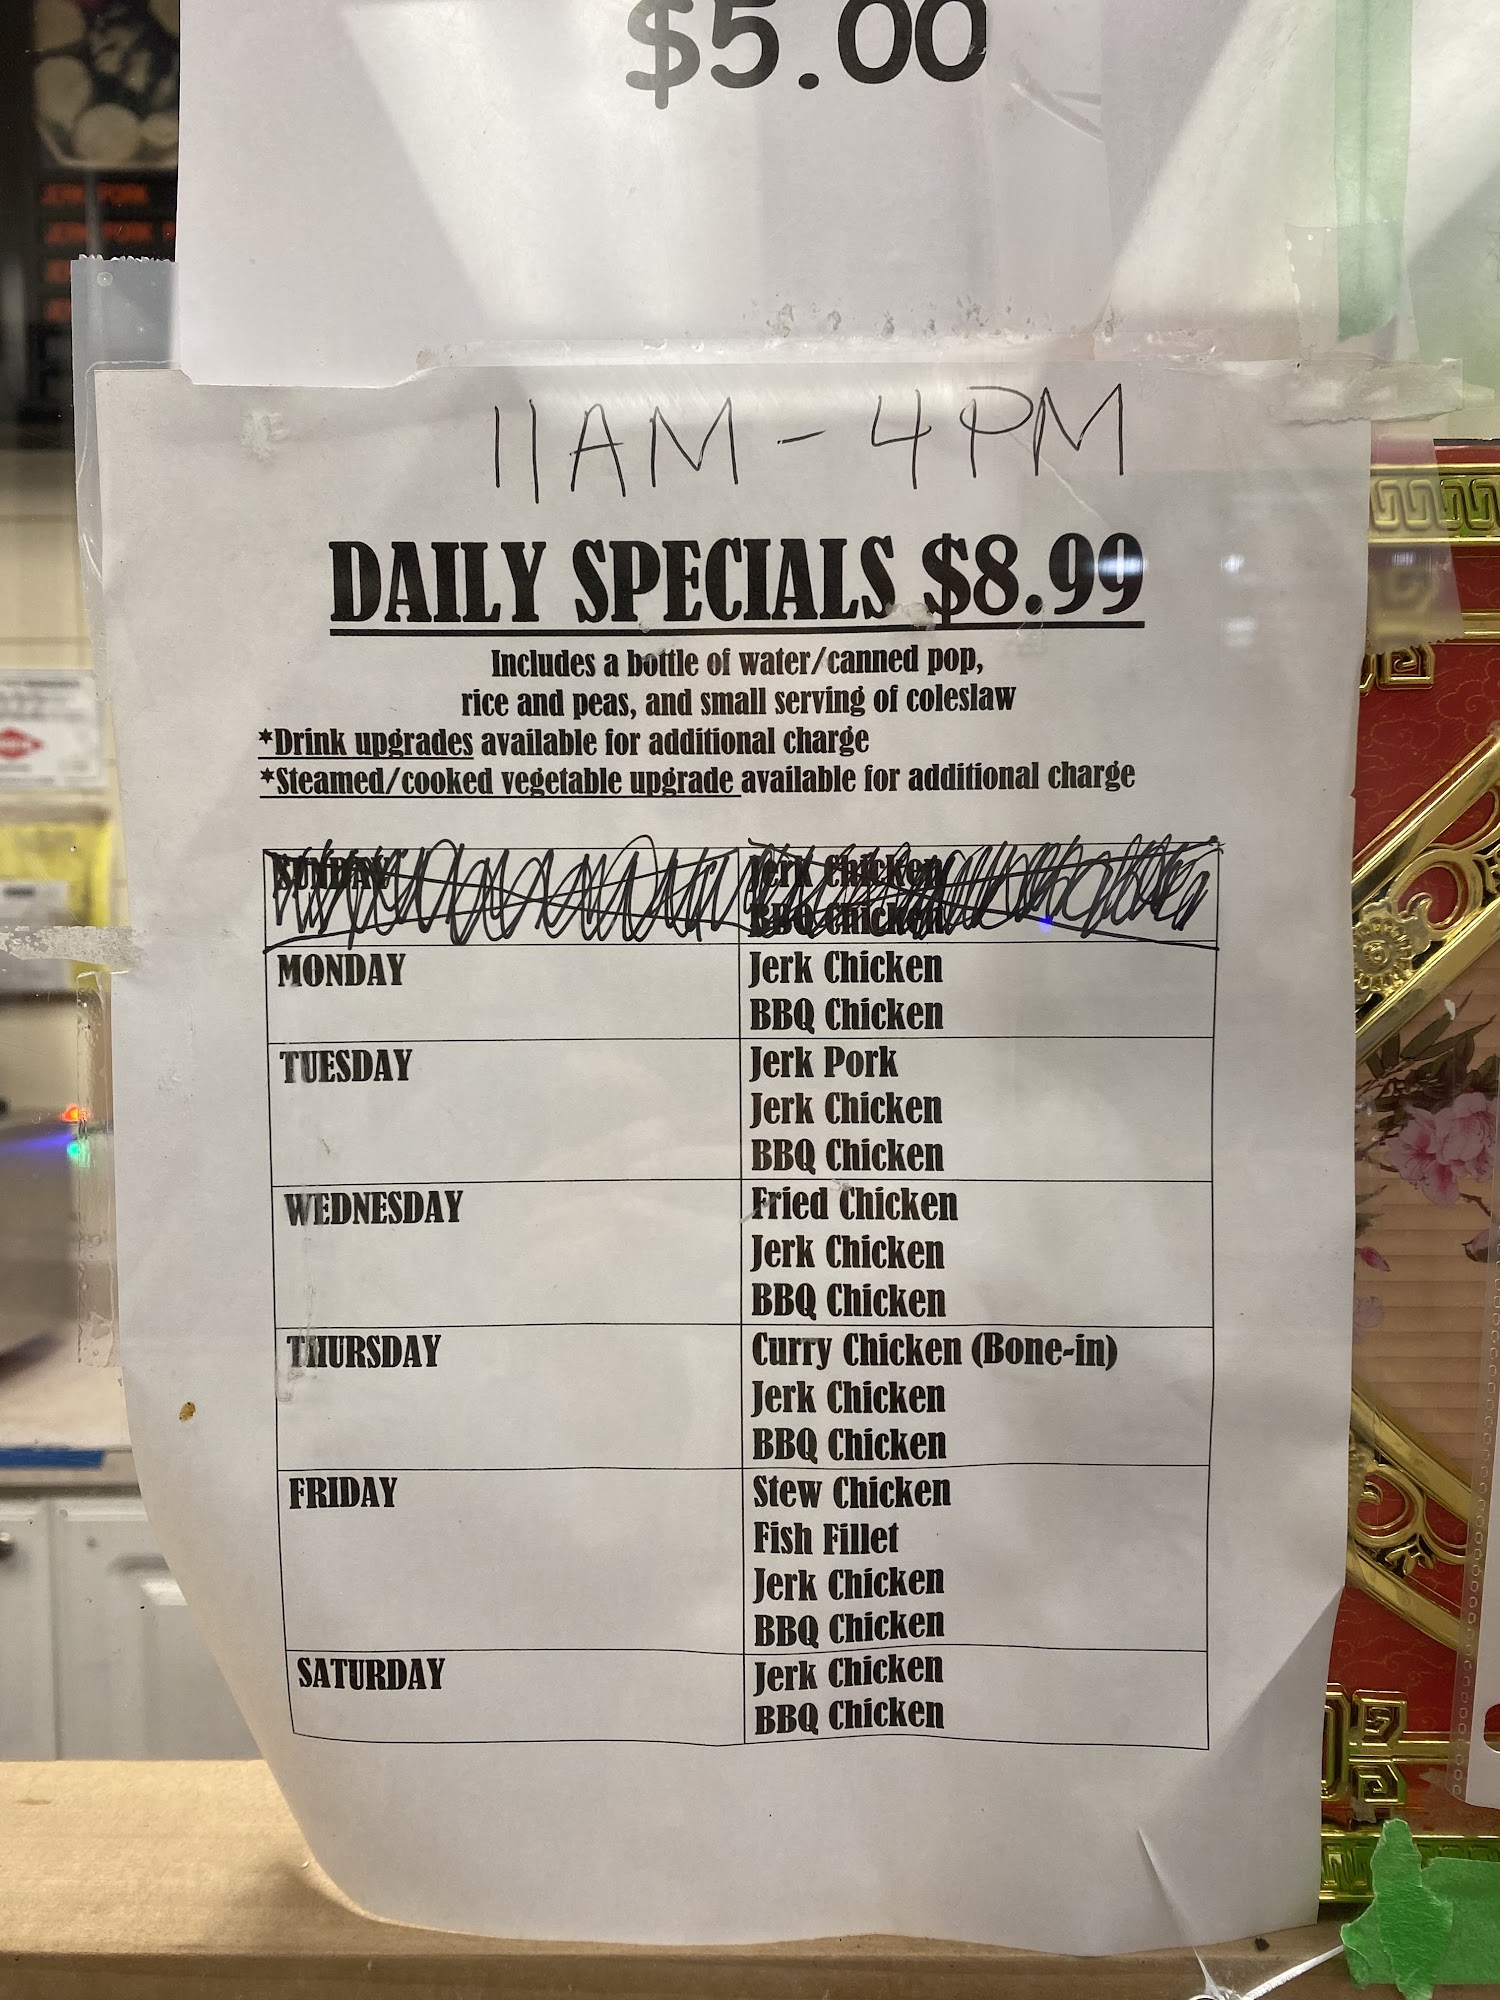 $5.00
JERK PORK
JERK PORK
11AM - 4PM
DAILY SPECIALS $8.99
Includes a bottle of water/canned pop,
rice and peas, and small serving of coleslaw
*Drink upgrades available for additional charge
*Steamed/cooked vegetable upgrade available for additional charge
SUNDAY
Jerk Chicken
BBQ Chicken
MONDAY
Jerk Chicken
BBQ Chicken
TUESDAY
Jerk Pork
Jerk Chicken
BBQ Chicken
WEDNESDAY
Fried Chicken
Jerk Chicken
BBQ Chicken
THURSDAY
Curry Chicken (Bone-in)
Jerk Chicken
BBQ Chicken
FRIDAY
Stew Chicken
Fish Fillet
Jerk Chicken
BBQ Chicken
SATURDAY
Jerk Chicken
BBQ Chicken